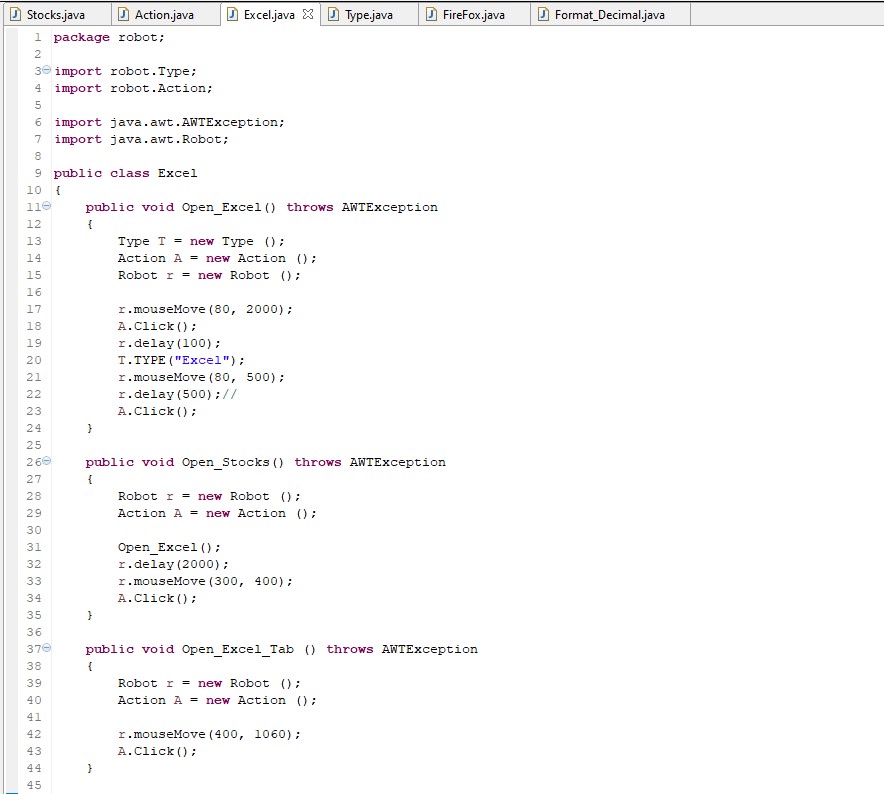 Stocks.java Action.java Excel.java Type.java FireFox.java Format_Decimal.java
1 package robot;
2
3 import robot.Type;
4 import robot.Action;
5
6 import java.awt.AWTException;
7 import java.awt.Robot;
8
9 public class Excel
10 {
11 public void Open_Excel() throws AWTException
12 {
13 Type T = new Type ();
14 Action A = new Action ();
15 Robot r = new Robot ();
16
17 r.mouseMove(80, 2000);
18 A.Click();
19 r.delay(100);
20 T.TYPE("Excel");
21 r.mouseMove(80, 500);
22 r.delay(500);//
23 A.Click();
24 }
25
26 public void Open_Stocks() throws AWTException
27 {
28 Robot r = new Robot ();
29 Action A = new Action ();
30
31 Open_Excel();
32 r.delay(2000);
33 r.mouseMove(300, 400);
34 A.Click();
35 }
36
37 public void Open_Excel_Tab () throws AWTException
38 {
39 Robot r = new Robot ();
40 Action A = new Action ();
41
42 r.mouseMove(400, 1060);
43 A.Click();
44 }
45